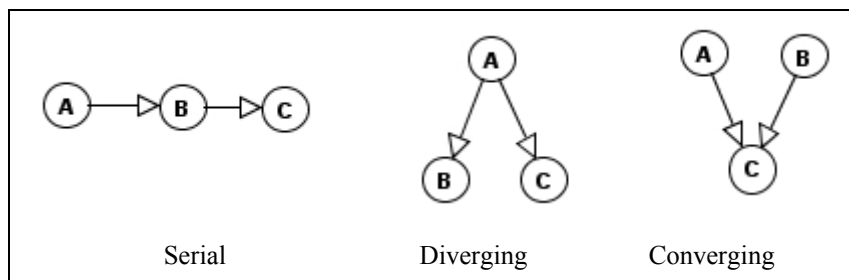 A B C
A
B C
A B
C
Serial Diverging Converging